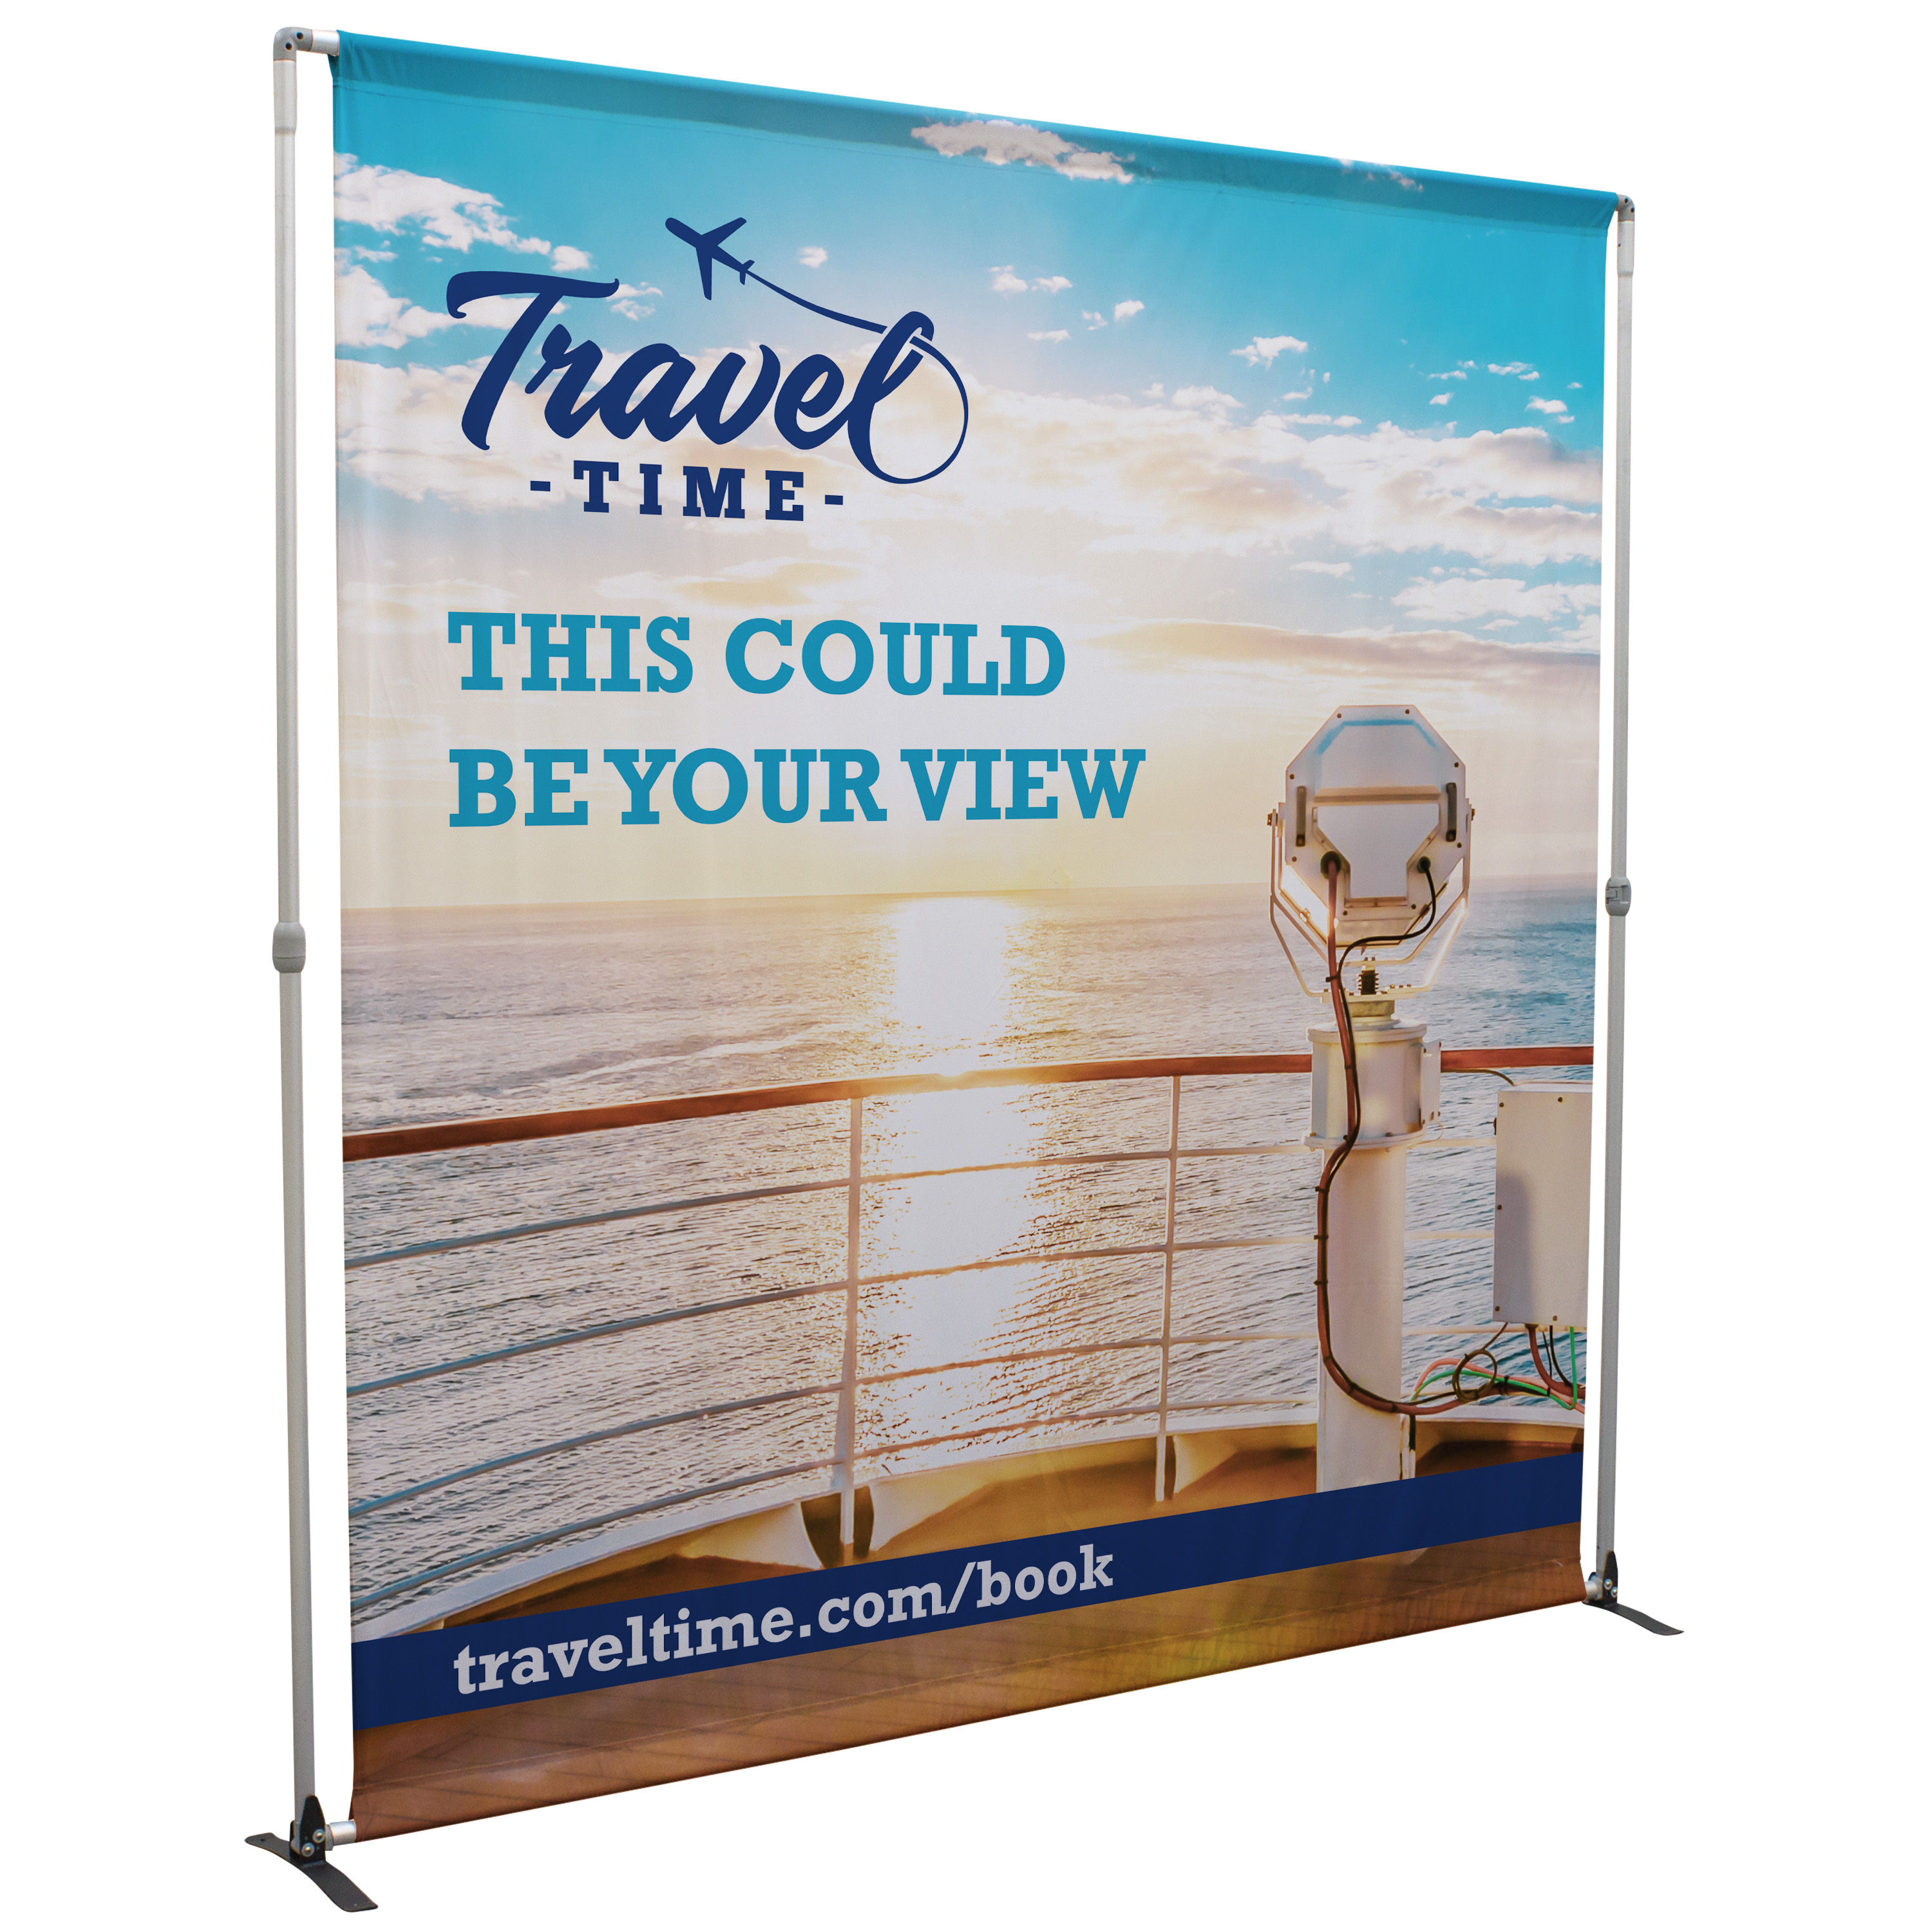 Travel
-TIME-
THIS COULD
BE YOUR VIEW
traveltime.com/book